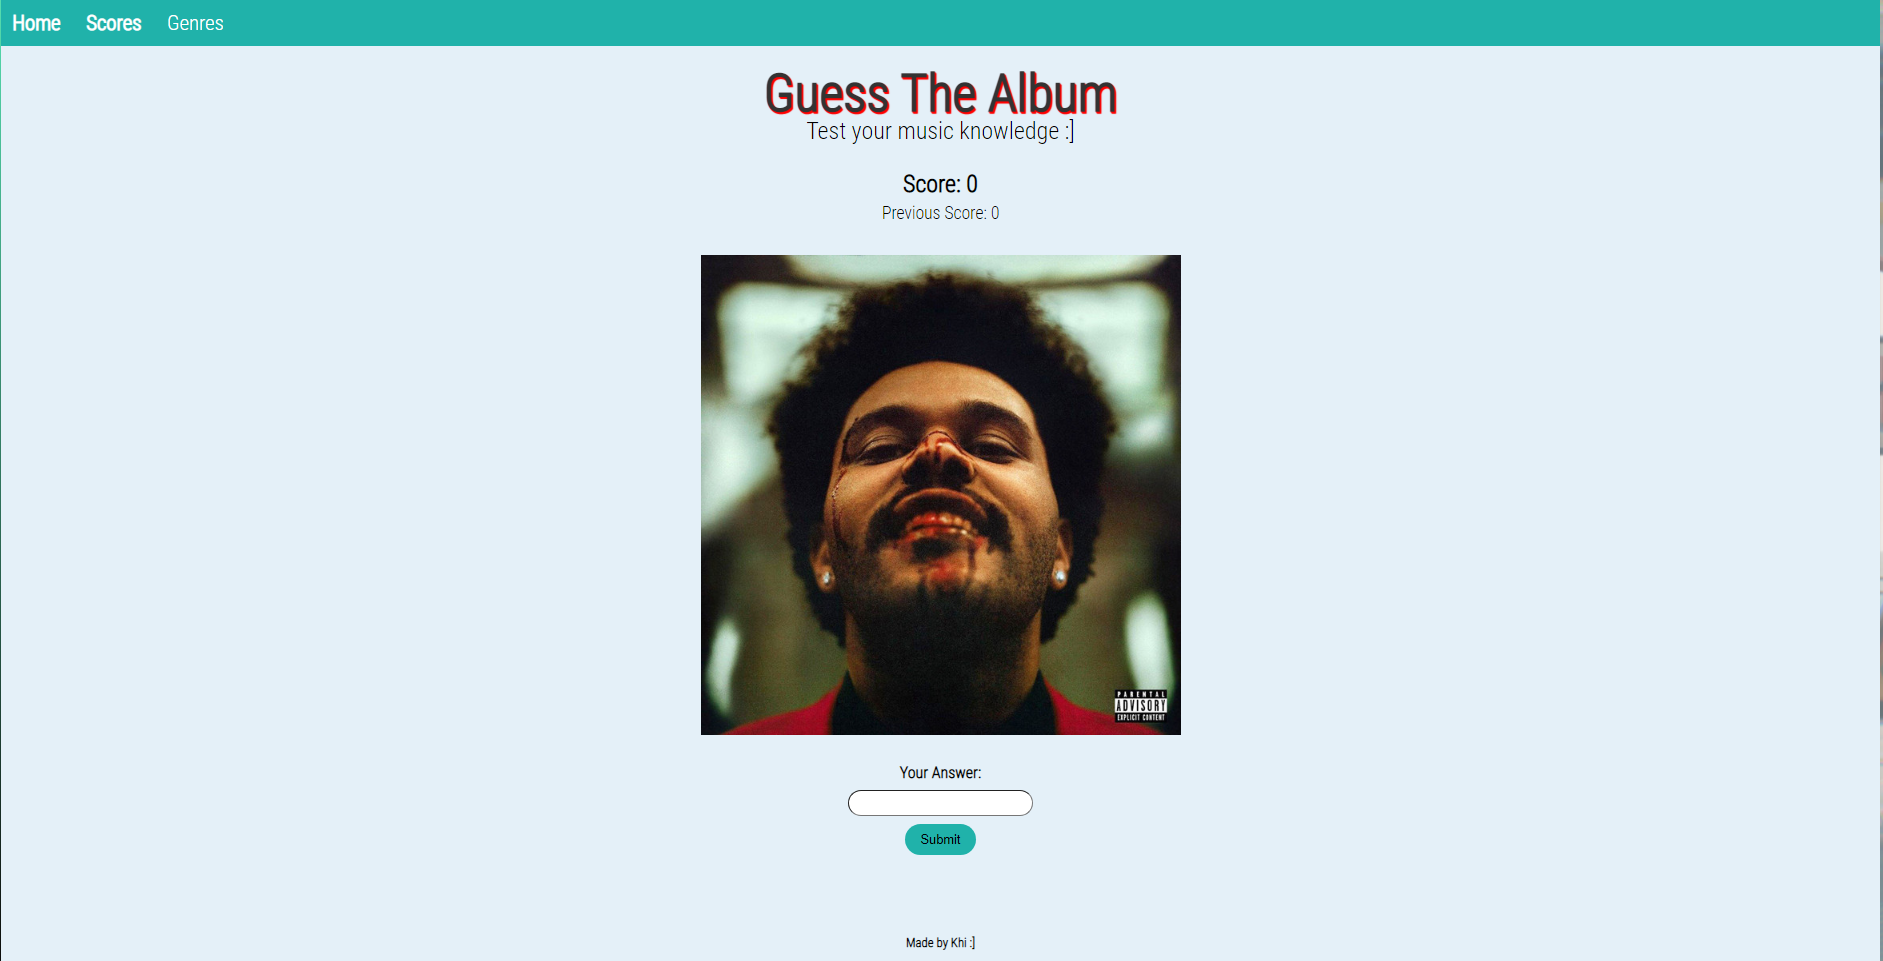 Home Scores Genres
Guess The Album
Test your music knowledge :]
Score: 0
Previous Score: 0
PARENTAL
ADVISORY
EXPLICIT CONTENT
Your Answer:
Submit
Made by Khi :]